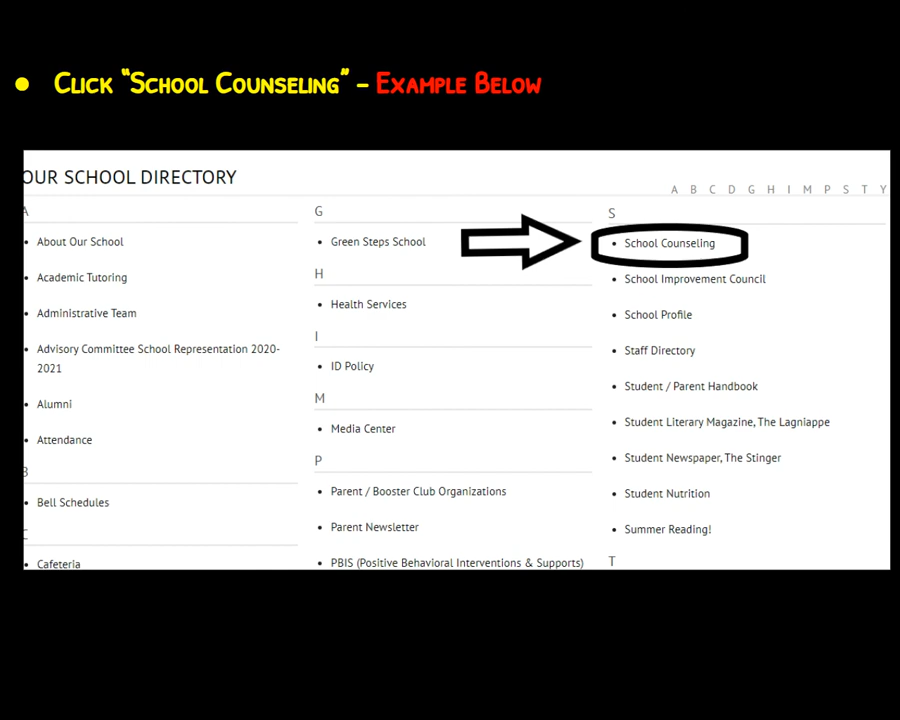 • Click "School Counseling" - Example Below
OUR SCHOOL DIRECTORY
A B C D G H I M P S T Y
A
• About Our School
• Academic Tutoring
• Administrative Team
• Advisory Committee School Representation 2020-
2021
• Alumni
• Attendance
B
• Bell Schedules
C
• Cafeteria
G
• Green Steps School
H
• Health Services
I
• ID Policy
M
• Media Center
P
• Parent / Booster Club Organizations
• Parent Newsletter
• PBIS (Positive Behavioral Interventions & Supports)
S
• School Counseling
• School Improvement Council
• School Profile
• Staff Directory
• Student / Parent Handbook
• Student Literary Magazine, The Lagniappe
• Student Newspaper, The Stinger
• Student Nutrition
• Summer Reading!
T